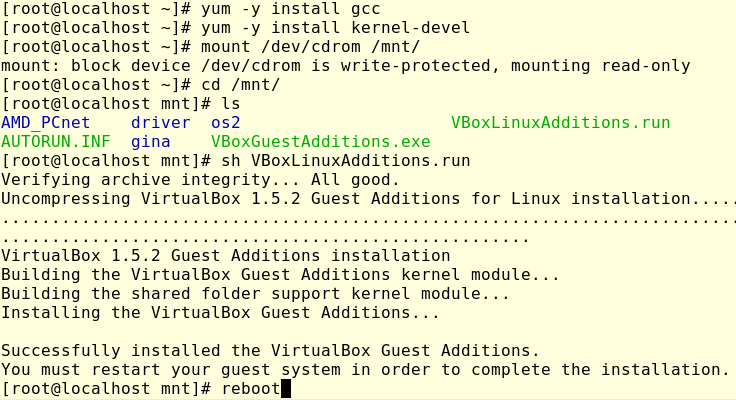 [root@localhost ~]# yum -y install gcc
[root@localhost ~]# yum -y install kernel-devel
[root@localhost ~]# mount /dev/cdrom /mnt/
mount: block device /dev/cdrom is write-protected, mounting read-only
[root@localhost ~]# cd /mnt/
[root@localhost mnt]# ls
AMD_PCnet    driver  os2                     VBoxLinuxAdditions.run
AUTORUN.INF  gina    VBoxGuestAdditions.exe
[root@localhost mnt]# sh VBoxLinuxAdditions.run
Verifying archive integrity... All good.
Uncompressing VirtualBox 1.5.2 Guest Additions for Linux installation.....
..........................................................................
.....................................................
VirtualBox 1.5.2 Guest Additions installation
Building the VirtualBox Guest Additions kernel module...
Building the shared folder support kernel module...
Installing the VirtualBox Guest Additions...

Successfully installed the VirtualBox Guest Additions.
You must restart your guest system in order to complete the installation.
[root@localhost mnt]# reboot